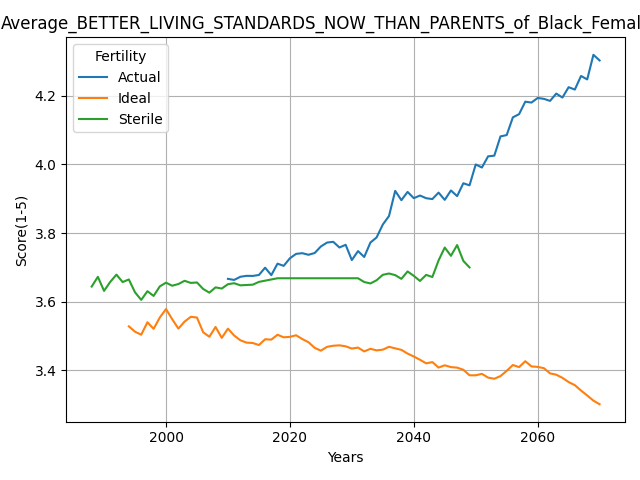 Average_BETTER_LIVING_STANDARDS_NOW_THAN_PARENTS_of_Black_Femal
Fertility
Actual
Ideal
Sterile
Score(1-5)
4.2
4.0
3.8
3.6
3.4
2000 2020 2040 2060
Years